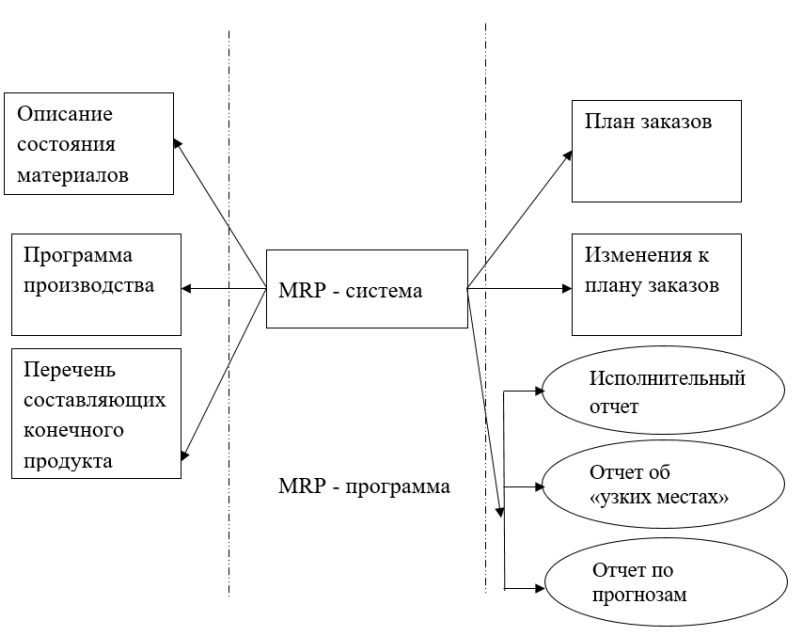 Описание
состояния
материалов
Программа
производства
Перечень
составляющих
конечного
продукта
MRP - система
MRP - программа
План заказов
Изменения к
плану заказов
Исполнительный
отчет
Отчет об
«узких местах»
Отчет по
прогнозам